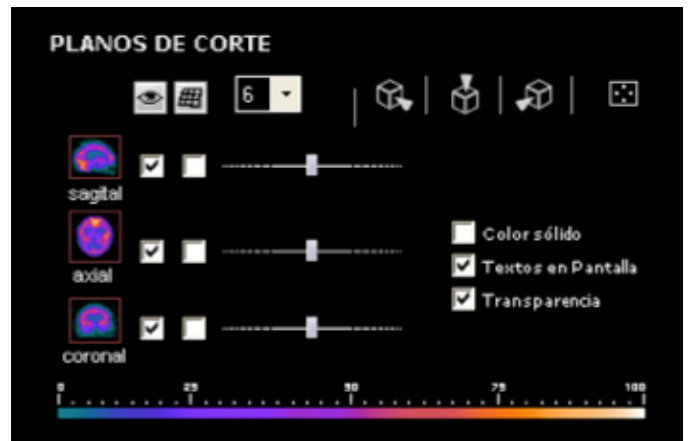 PLANOS DE CORTE
6
sagital
axial
coronal
Color sólido
Textos en Pantalla
Transparencia
0 25 50 75 100